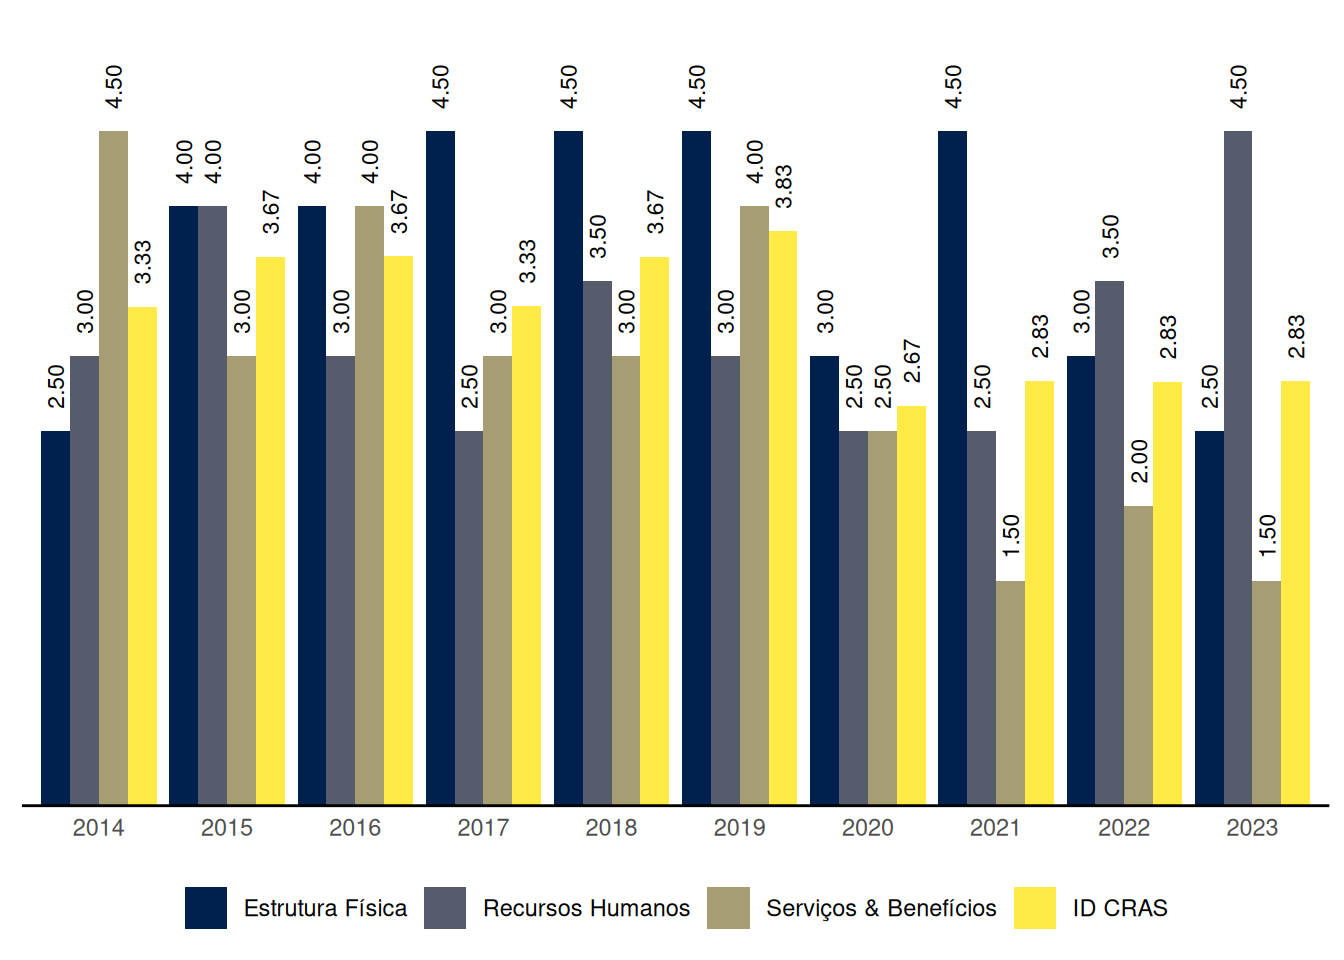 4.50 4.50 4.50 4.50 4.50 4.50
4.00 4.00 4.00 4.00 4.00
3.33 3.67 3.67 3.33 3.50 3.67 3.83 3.50
3.00 3.00 3.00 3.00 3.00 3.00 3.00 3.00 2.83 2.83 2.83
2.50 2.50 2.50 2.50 2.67 2.50 2.50
2.00
1.50 1.50
2014 2015 2016 2017 2018 2019 2020 2021 2022 2023
Estrutura Física Recursos Humanos Serviços & Benefícios ID CRAS